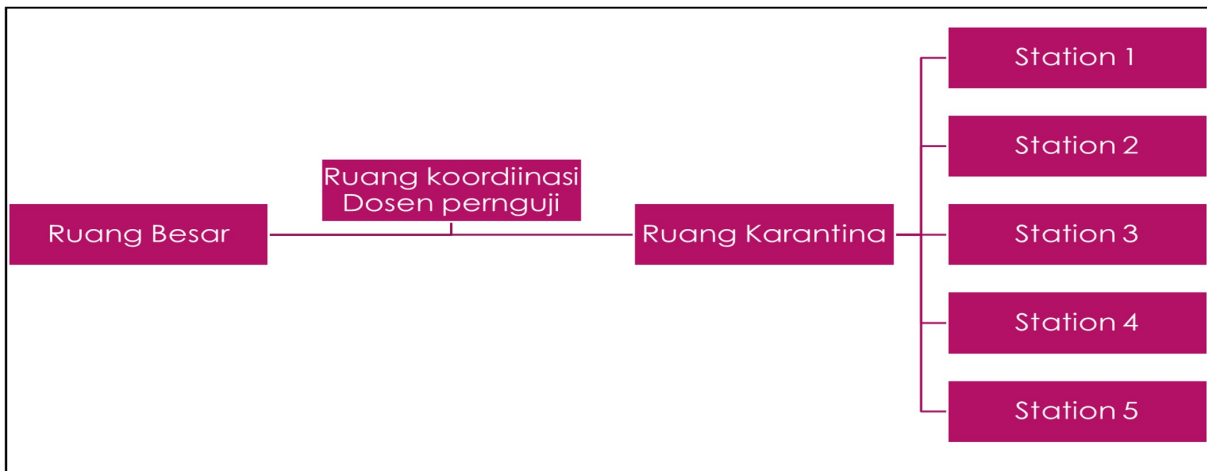 Ruang Besar
Ruang koordiinasi
Dosen pernguji
Ruang Karantina
Station 1
Station 2
Station 3
Station 4
Station 5